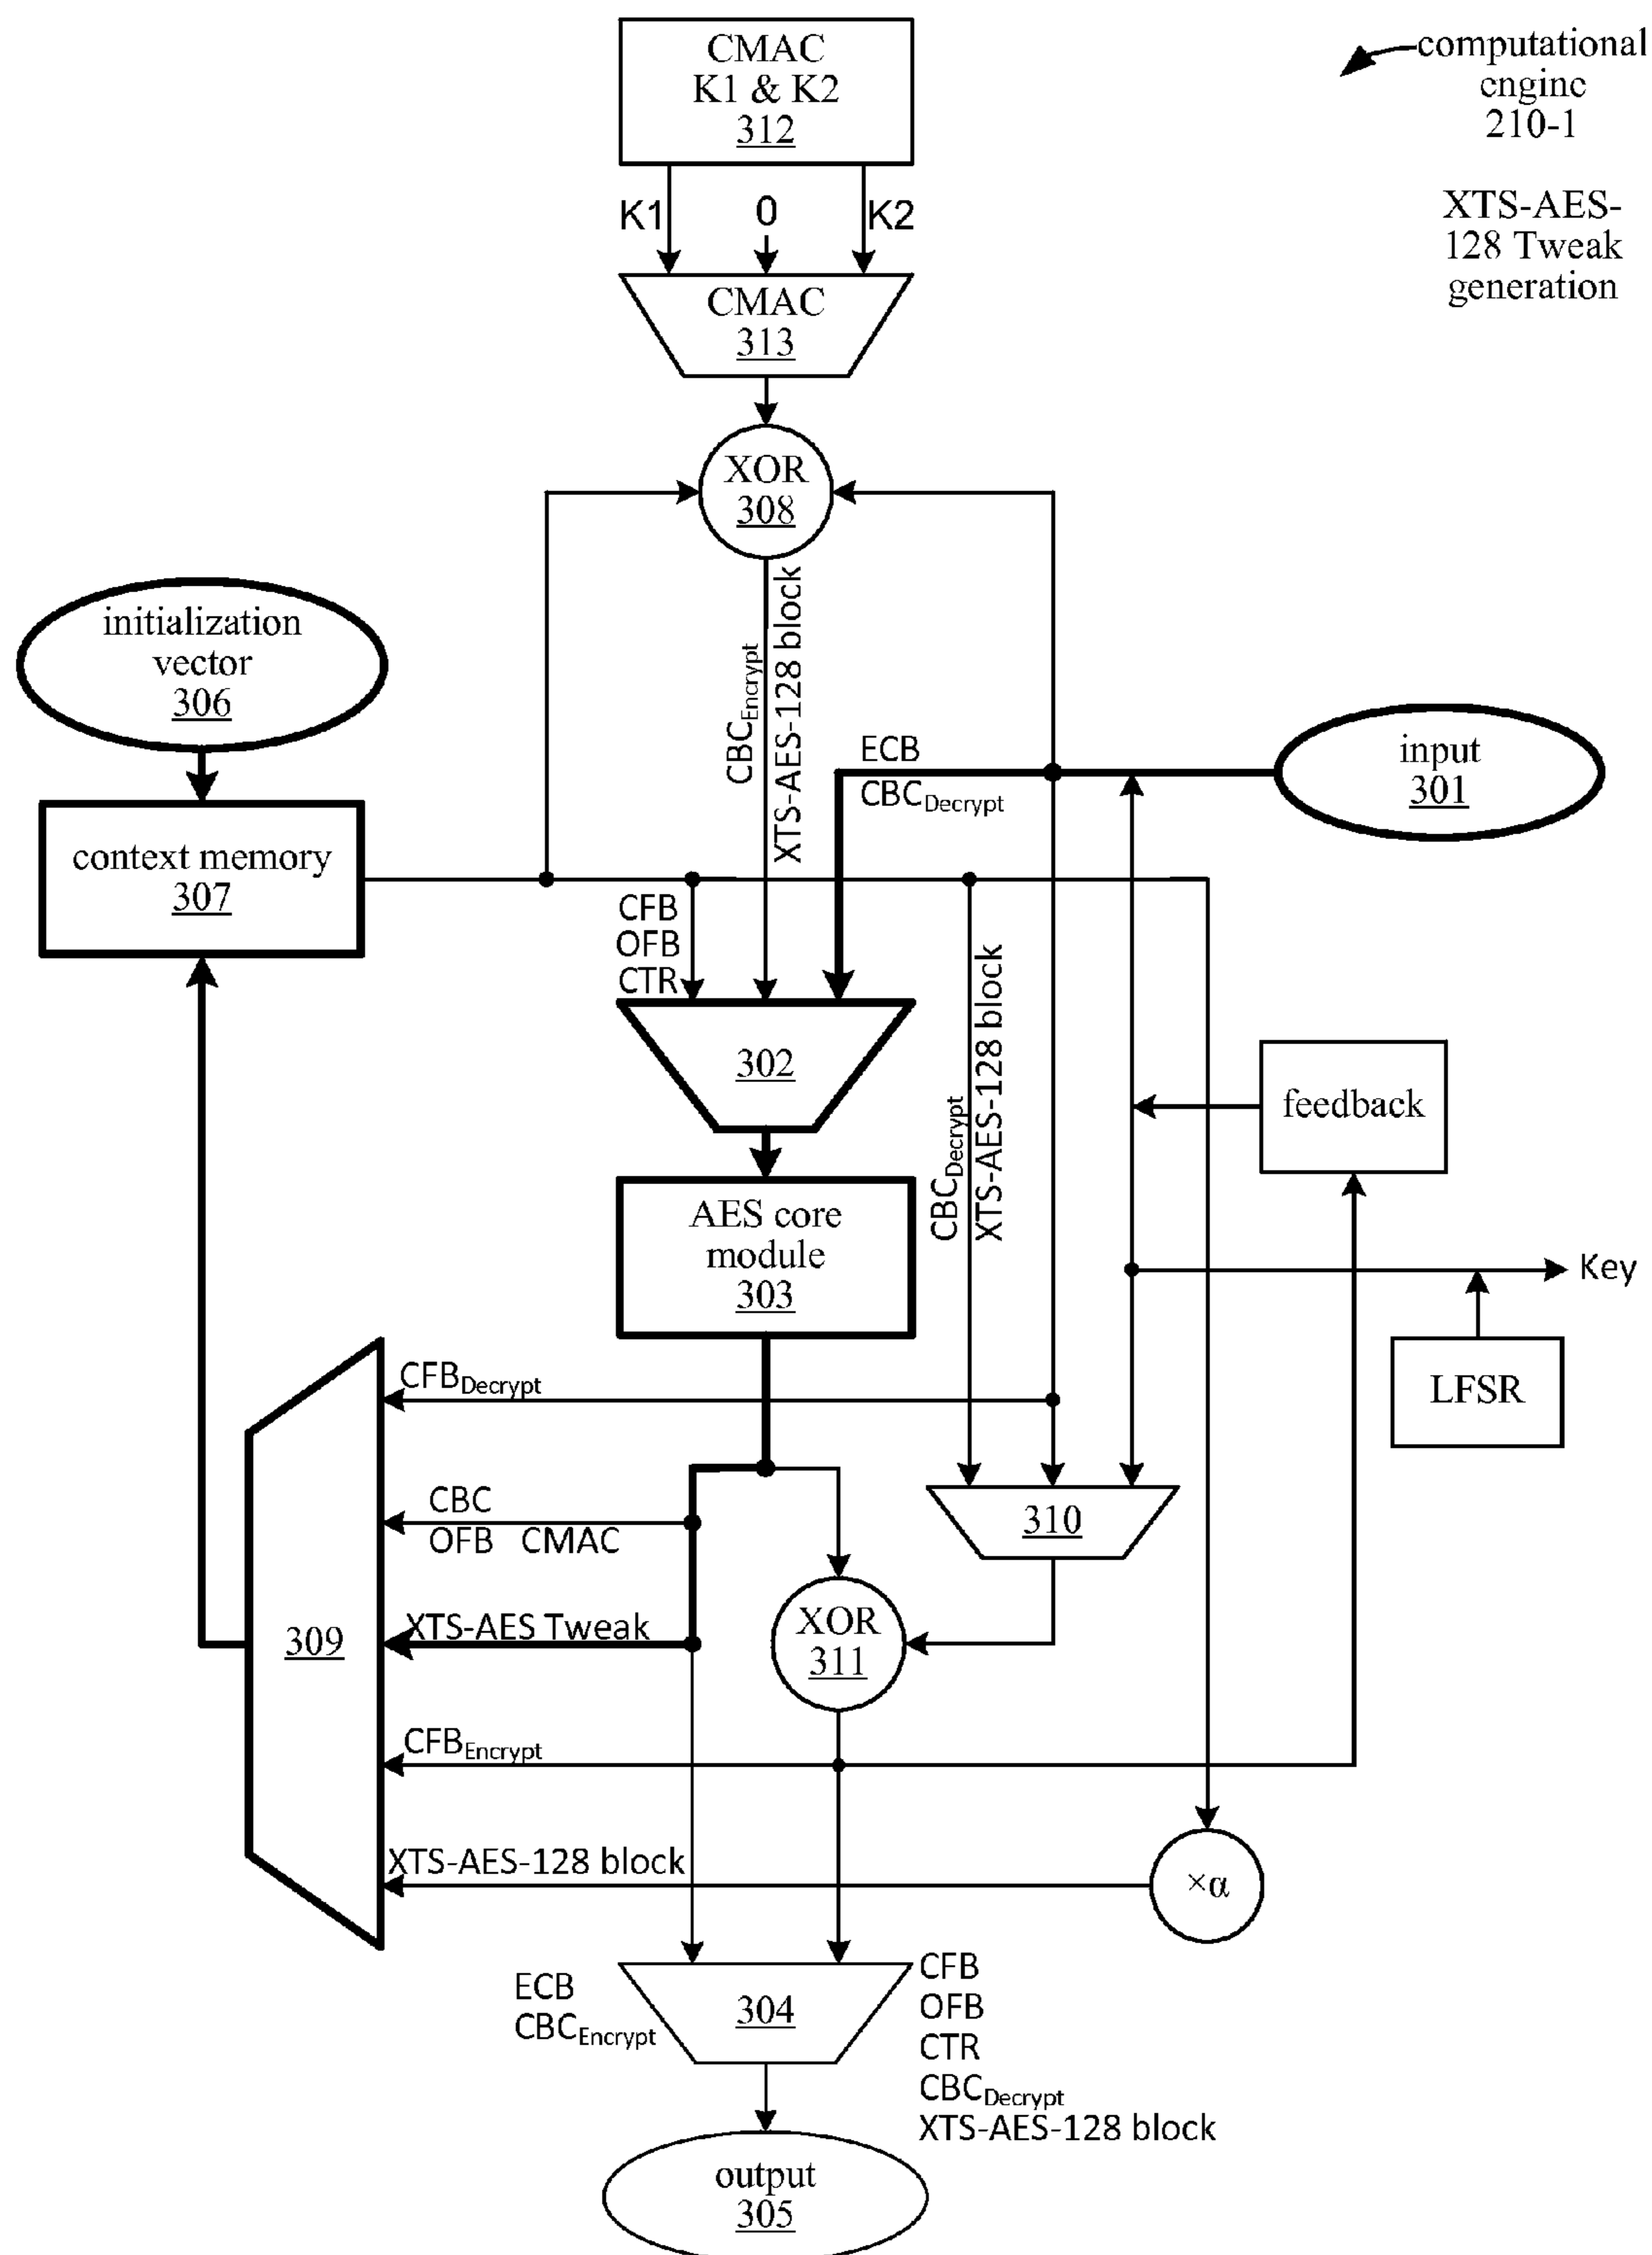 CMAC
K1 & K2
312
computational
engine
210-1
XTS-AES-
128 Tweak
generation
K1
0
K2
CMAC
313
XOR
308
initialization
vector
306
CBCEncrypt
XTS-AES-128 block
ECB
CBCDecrypt
input
301
context memory
307
CFB
OFB
CTR
302
CBCDecrypt
XTS-AES-128 block
feedback
AES core
module
303
Key
LFSR
CFBDecrypt
CBC
OFB CMAC
310
309
XTS-AES Tweak
XOR
311
CFBEncrypt
XTS-AES-128 block
×α
ECB
CBCEncrypt
304
CFB
OFB
CTR
CBCDecrypt
XTS-AES-128 block
output
305